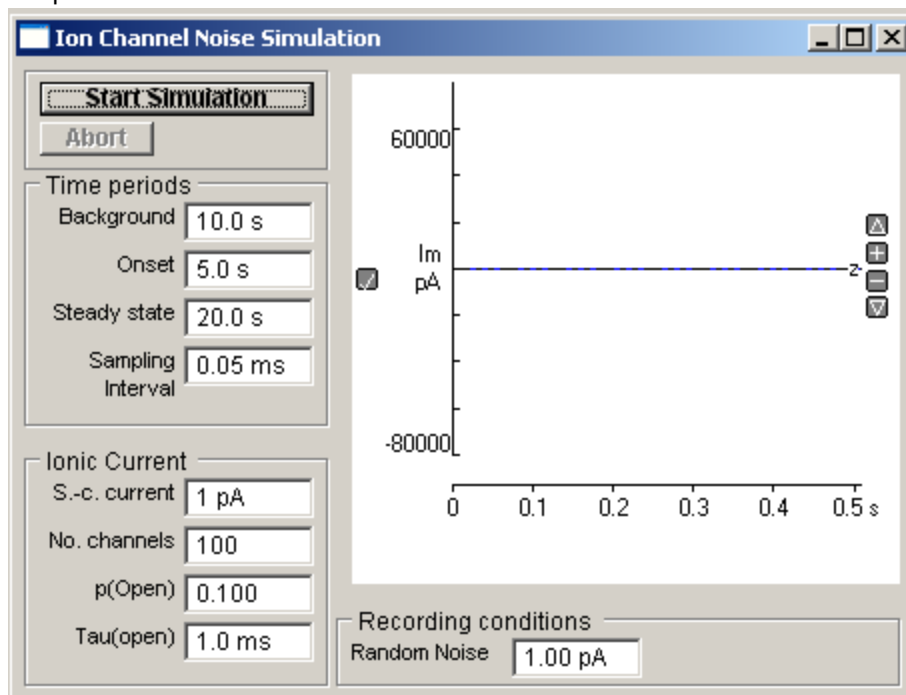 Ion Channel Noise Simulation
Start Simulation
Abort
Time periods
Background 10.0 s
Onset 5.0 s
Steady state 20.0 s
Sampling 0.05 ms
Interval
Ionic Current
S.-c. current 1 pA
No. channels 100
p(Open) 0.100
Tau(open) 1.0 ms
60000
Im
pA
z
-80000
0 0.1 0.2 0.3 0.4 0.5 s
Recording conditions
Random Noise 1.00 pA